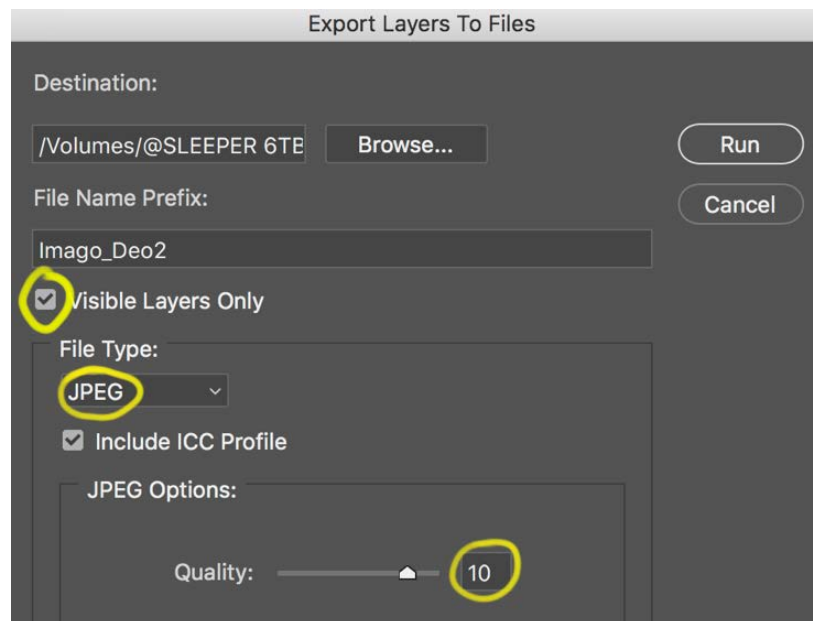 Export Layers To Files
Destination:
/Volumes/@SLEEPER 6TB
Browse...
Run
File Name Prefix:
Cancel
Imago_Deo2
Visible Layers Only
File Type:
JPEG
Include ICC Profile
JPEG Options:
Quality:
10